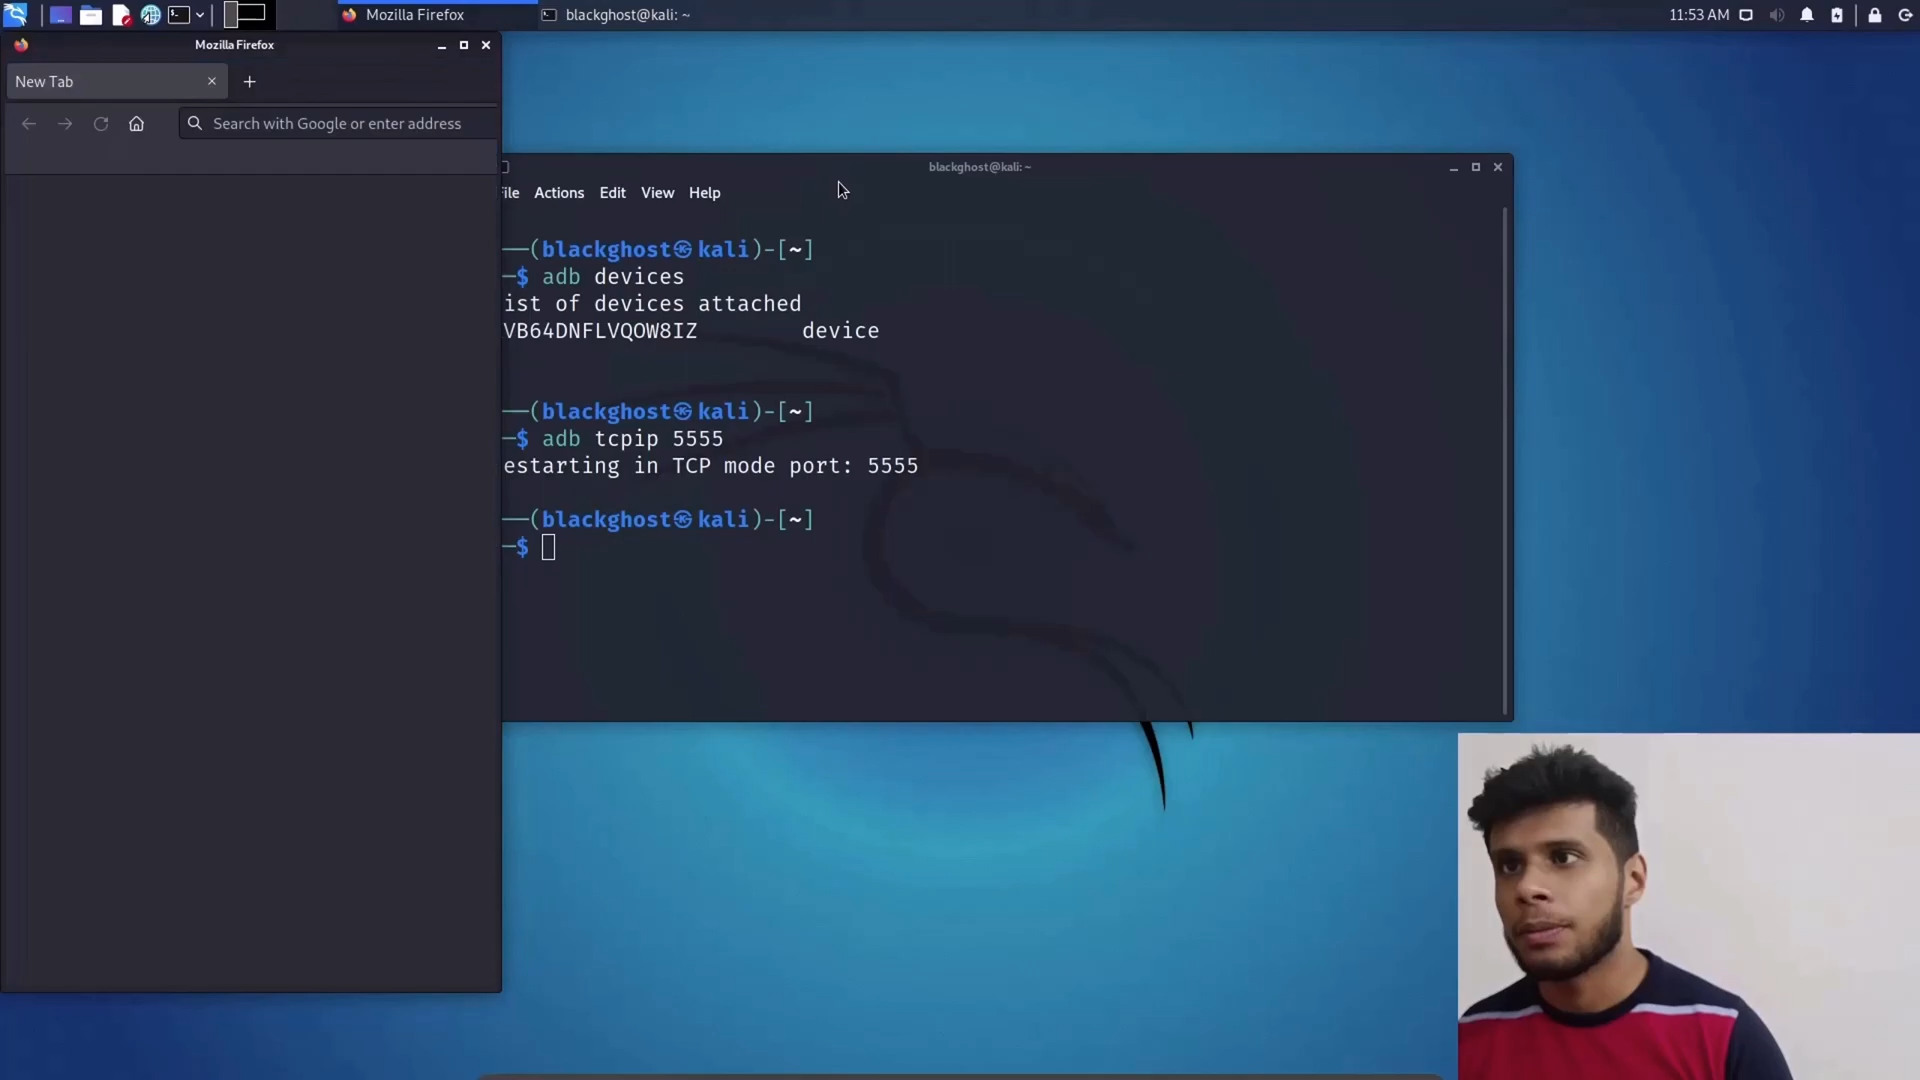 Mozilla Firefox
blackghost@kali: ~
11:53 AM
Mozilla Firefox
New Tab
Search with Google or enter address
blackghost@kali: ~
ile Actions Edit View Help
──(blackghost㉿kali)-[~]
─$ adb devices
ist of devices attached
VB64DNFLVQOW8IZ device
──(blackghost㉿kali)-[~]
─$ adb tcpip 5555
estarting in TCP mode port: 5555
──(blackghost㉿kali)-[~]
─$